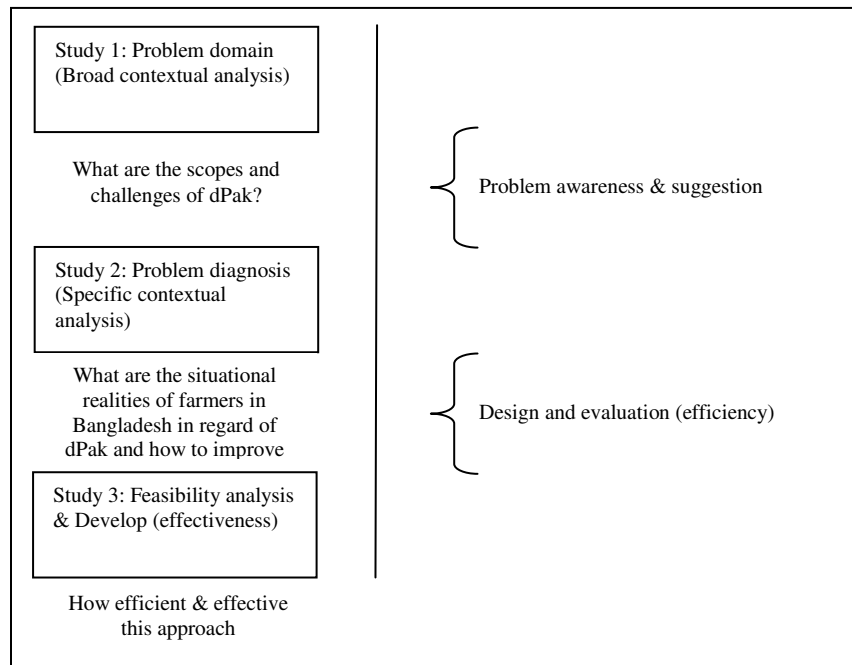 Study 1: Problem domain
(Broad contextual analysis)
What are the scopes and
challenges of dPak?
Problem awareness & suggestion
Study 2: Problem diagnosis
(Specific contextual
analysis)
What are the situational
realities of farmers in
Bangladesh in regard of
dPak and how to improve
Design and evaluation (efficiency)
Study 3: Feasibility analysis
& Develop (effectiveness)
How efficient & effective
this approach